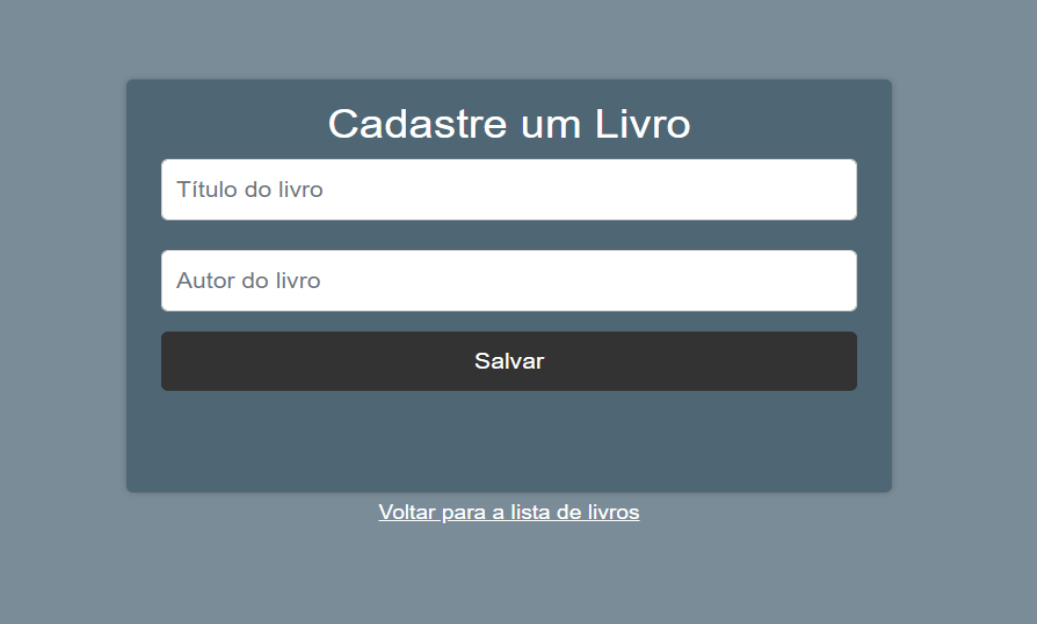 Cadastre um Livro
Título do livro
Autor do livro
Salvar
Voltar para a lista de livros